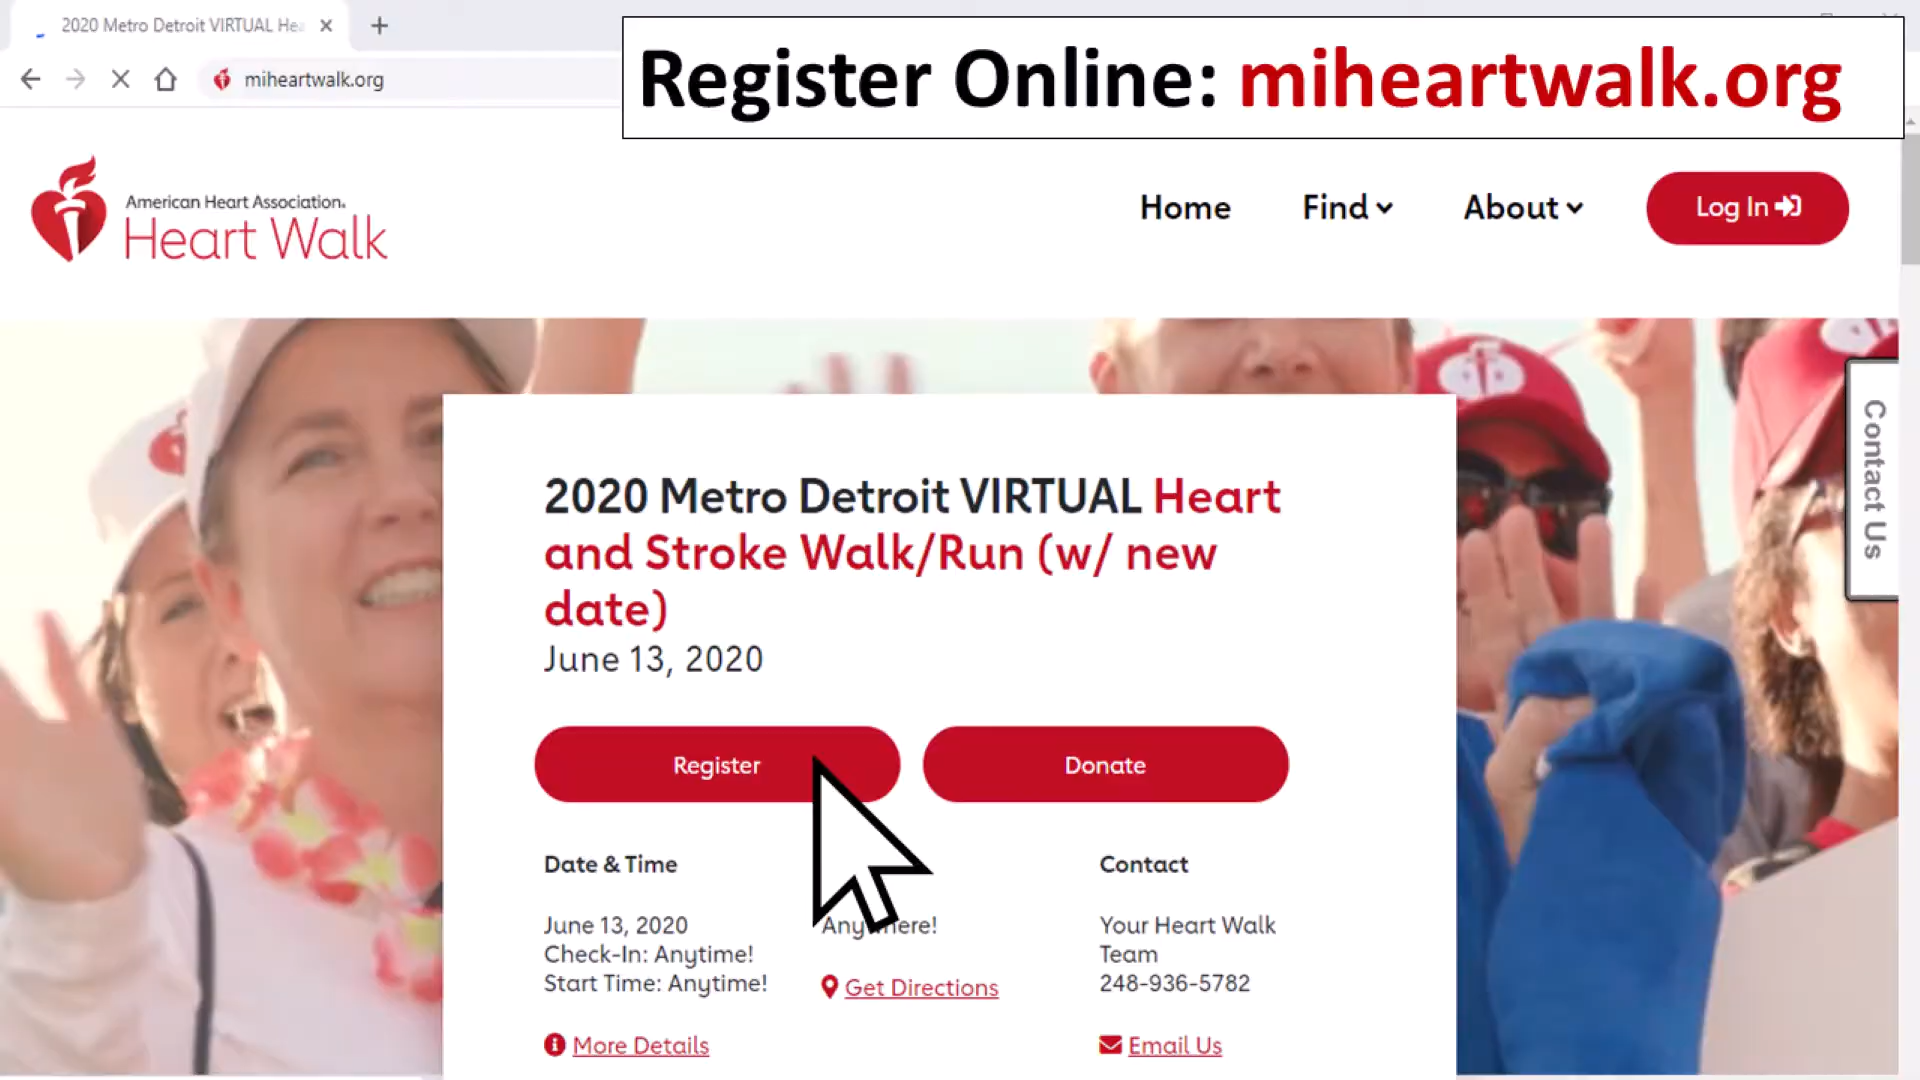 2020 Metro Detroit VIRTUAL Hea
miheartwalk.org
Register Online: miheartwalk.org
American Heart Association.
Heart Walk
Home
Find
About
Log In
Contact Us
2020 Metro Detroit VIRTUAL Heart
and Stroke Walk/Run (w/ new
date)
June 13, 2020
Register
Donate
Date & Time
June 13, 2020
Check-In: Anytime!
Start Time: Anytime!
More Details
Get Directions
Contact
Your Heart Walk
Team
248-936-5782
Email Us